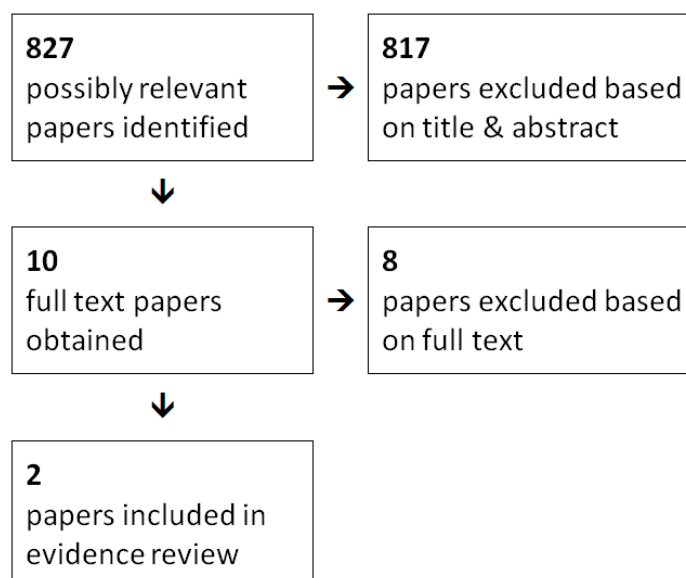 827
possibly relevant
papers identified
→
817
papers excluded based
on title & abstract
↓
10
full text papers
obtained
→
8
papers excluded based
on full text
↓
2
papers included in
evidence review